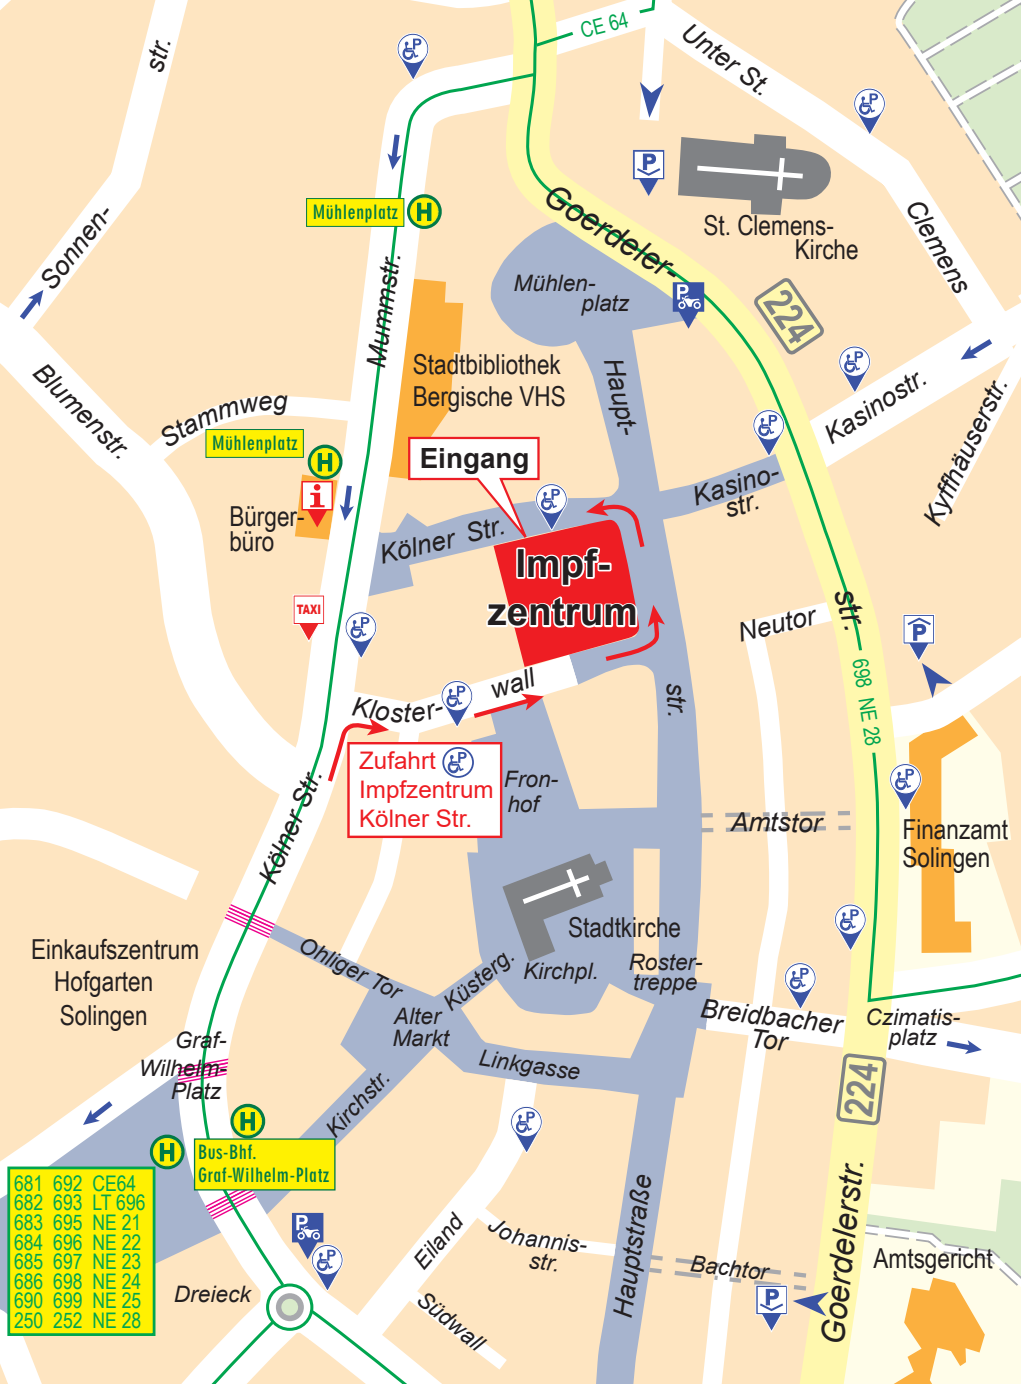 CE 64
Unter St.
str.
P
P
P
Mühlenplatz
H
Goerdeler-
St. Clemens-
Kirche
Clemens
Sonnen-
Mühlen-
platz
P
224
Mummstr.
Stadtbibliothek
Bergische VHS
Haupt-
P
Kasinostr.
Kyffhäuserstr.
Blumenstr.
Stammweg
Mühlenplatz
H
P
Eingang
i
Bürger-
büro
Kölner Str.
P
Kasino-
str.
Impf-
zentrum
TAXI
P
Neutor
str.
P
698 NE 28
Kloster-
P
wall
str.
Zufahrt P
Impfzentrum
Kölner Str.
Fron-
hof
Kölner Str.
Amtstor
P
Finanzamt
Solingen
Einkaufszentrum
Hofgarten
Solingen
Ohliger Tor
Stadtkirche
Kirchpl.
Küsterg.
Roster-
treppe
P
P
Breidbacher
Tor
Czimatis-
platz
Alter
Markt
Graf-
Wilhelm-
Platz
Linkgasse
Kirchstr.
224
P
H
H
Bus-Bhf.
Graf-Wilhelm-Platz
681 692 CE64
682 693 LT 696
683 695 NE 21
684 696 NE 22
685 697 NE 23
686 698 NE 24
690 699 NE 25
250 252 NE 28
P
P
Dreieck
Eiland
Johannis-
str.
Südwall
Hauptstraße
Bachtor
P
Goerdelerstr.
Amtsgericht